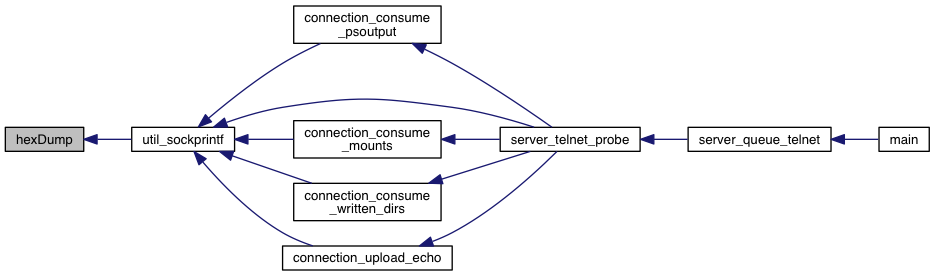 connection_consume
_psoutput
hexDump
util_sockprintf
connection_consume
_mounts
server_telnet_probe
server_queue_telnet
main
connection_consume
_written_dirs
connection_upload_echo